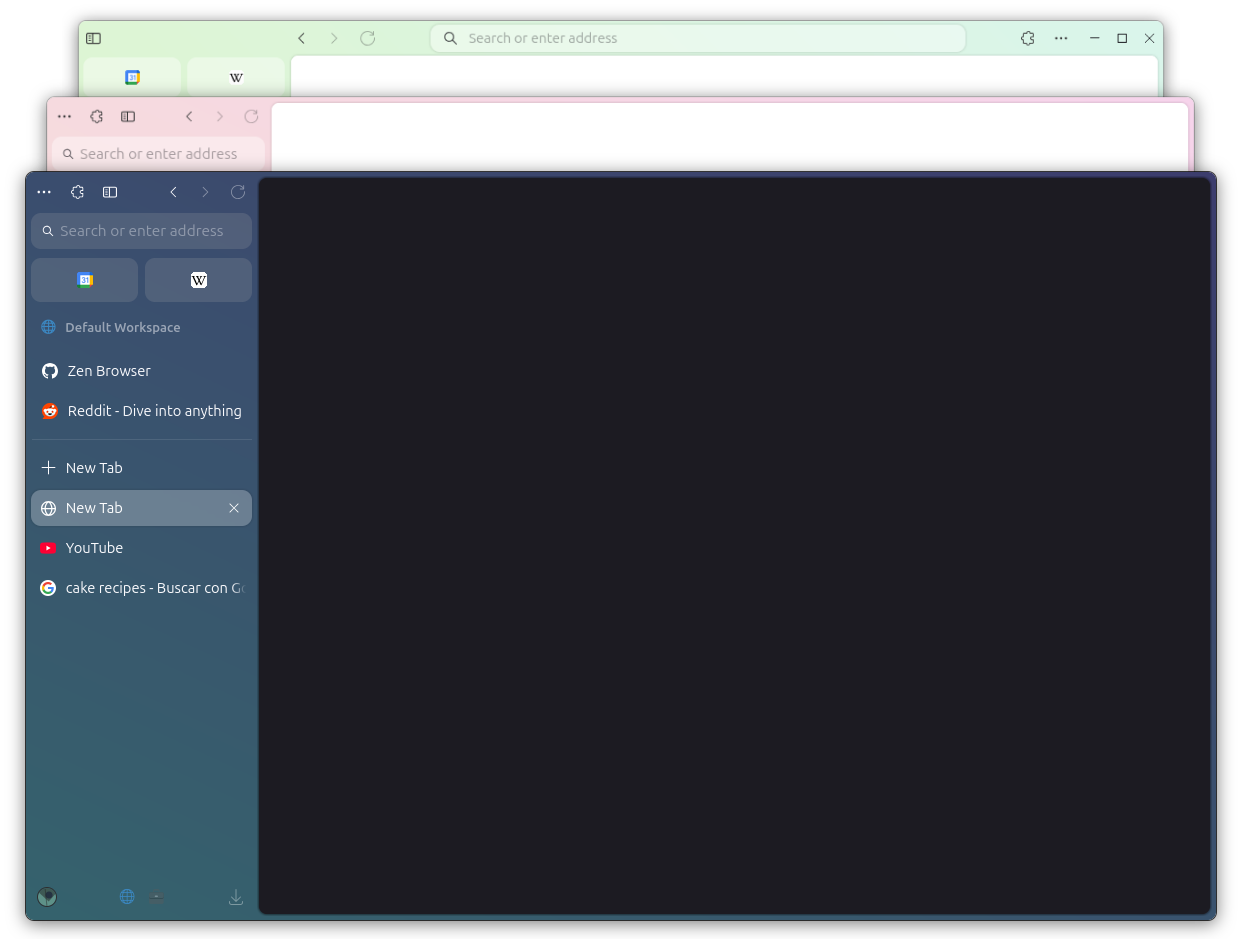 Search or enter address
31
W
Search or enter address
Search or enter address
31
W
Default Workspace
Zen Browser
Reddit - Dive into anything
New Tab
New Tab
YouTube
cake recipes - Buscar con G